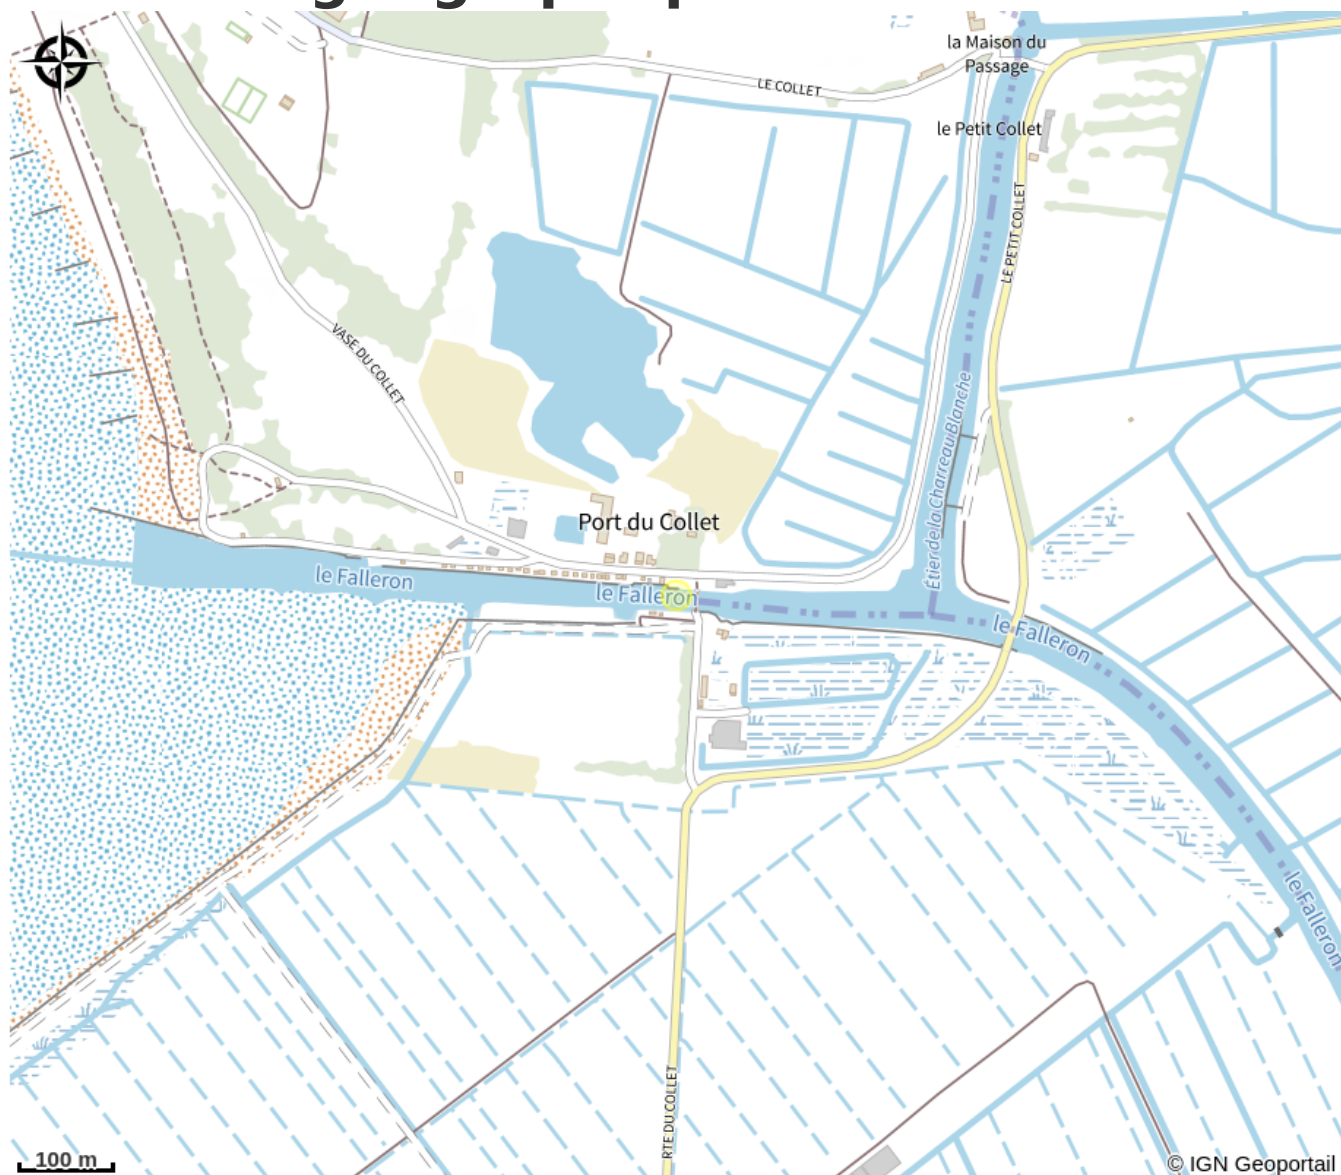 la Maison du
Passage
LE COLLET
le Petit Collet
LE PETIT COLLET
VASE DU COLLET
Étier de la Charreau Blanche
Port du Collet
le Falleron
le Falleron
le Falleron
le Falleron
RTE DU COLLET
100 m
© IGN Geoportail